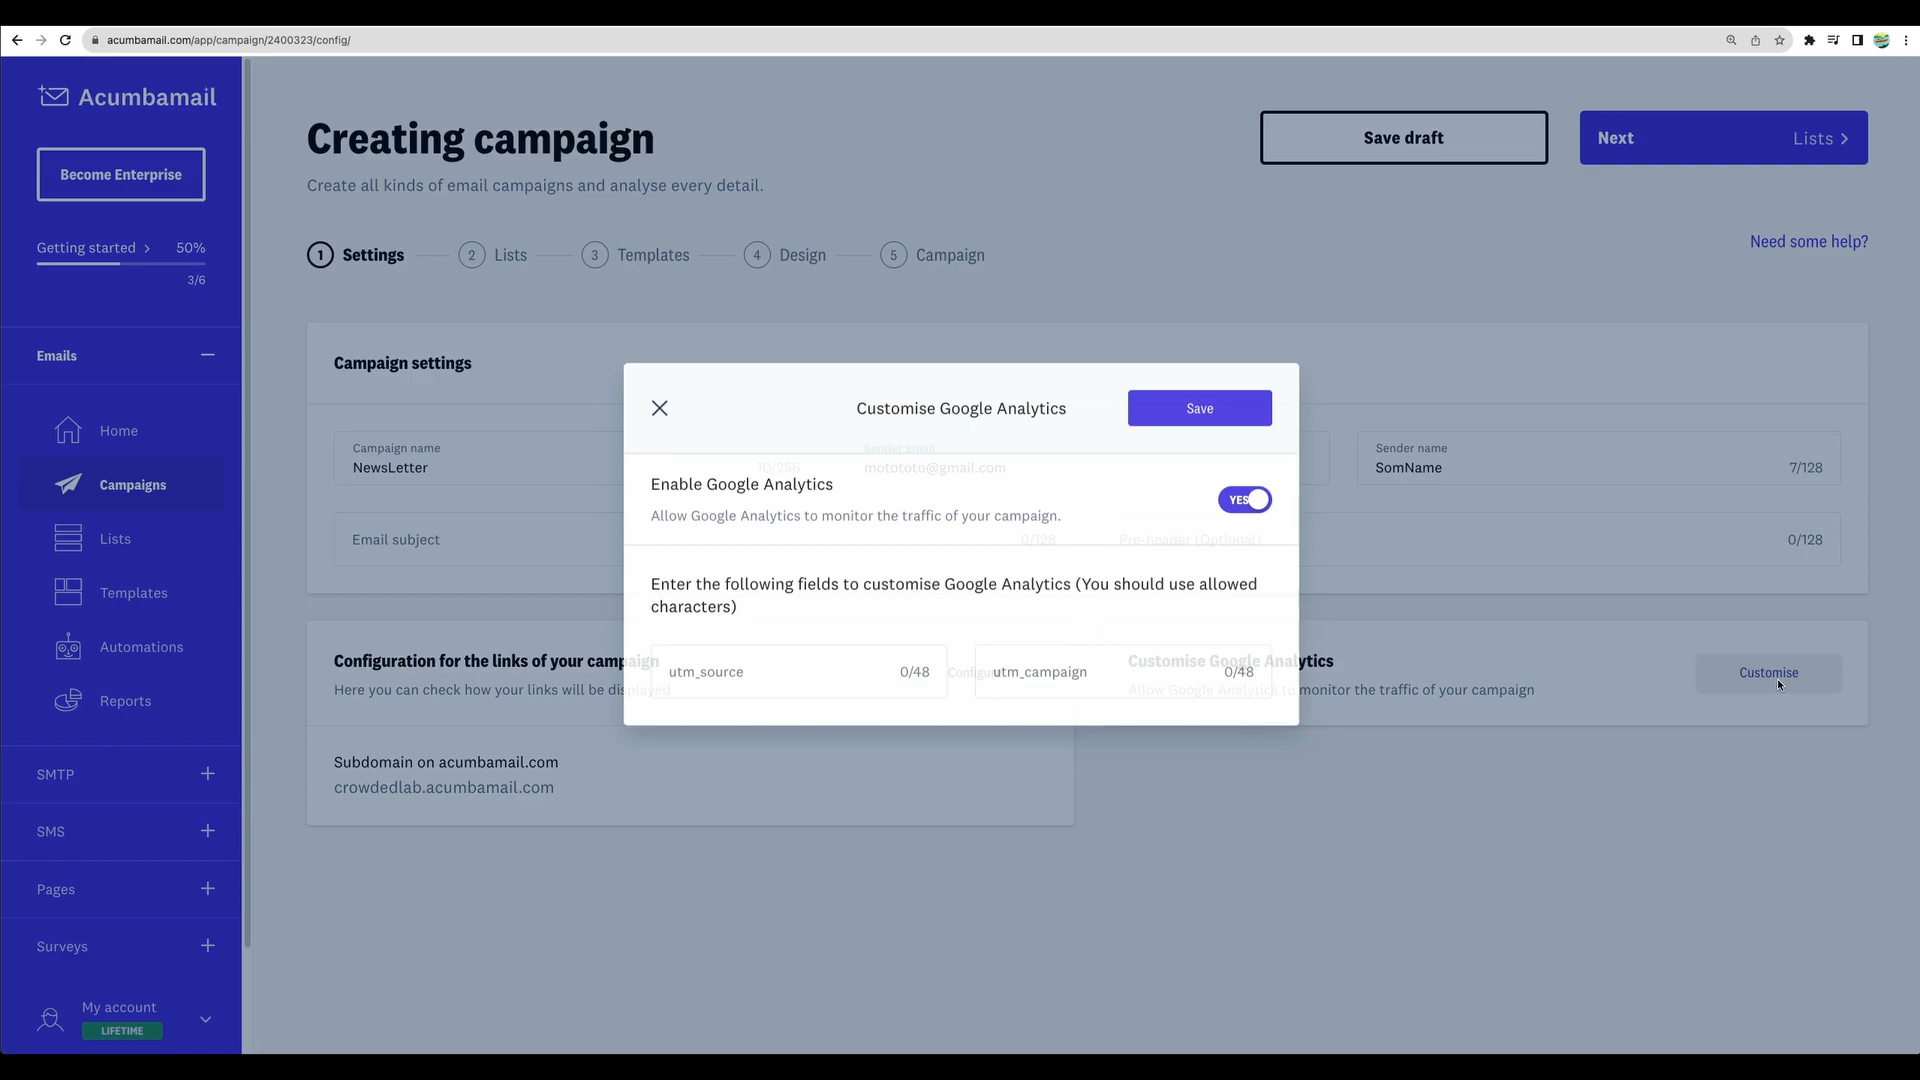 acumbamail.com/app/campaign/2400323/config/
Acumbamail
Become Enterprise
Getting started > 50%
3/6
Emails
Home
Campaigns
Lists
Templates
Automations
Reports
SMTP
SMS
Pages
Surveys
My account
LIFETIME
Creating campaign
Create all kinds of email campaigns and analyse every detail.
Save draft
Next Lists >
1 Settings 2 Lists 3 Templates 4 Design 5 Campaign
Need some help?
Campaign settings
Campaign name
NewsLetter 10/256
Sender email
motototo@gmail.com
Sender name
SomName 7/128
Email subject 0/128
Pre-header (Optional) 0/128
Customise Google Analytics
Save
Enable Google Analytics
YES
Allow Google Analytics to monitor the traffic of your campaign.
Enter the following fields to customise Google Analytics (You should use allowed
characters)
utm_source 0/48
utm_campaign 0/48
Configuration for the links of your campaign
Here you can check how your links will be displayed
Subdomain on acumbamail.com
crowdedlab.acumbamail.com
Customise Google Analytics
Allow Google Analytics to monitor the traffic of your campaign
Customise